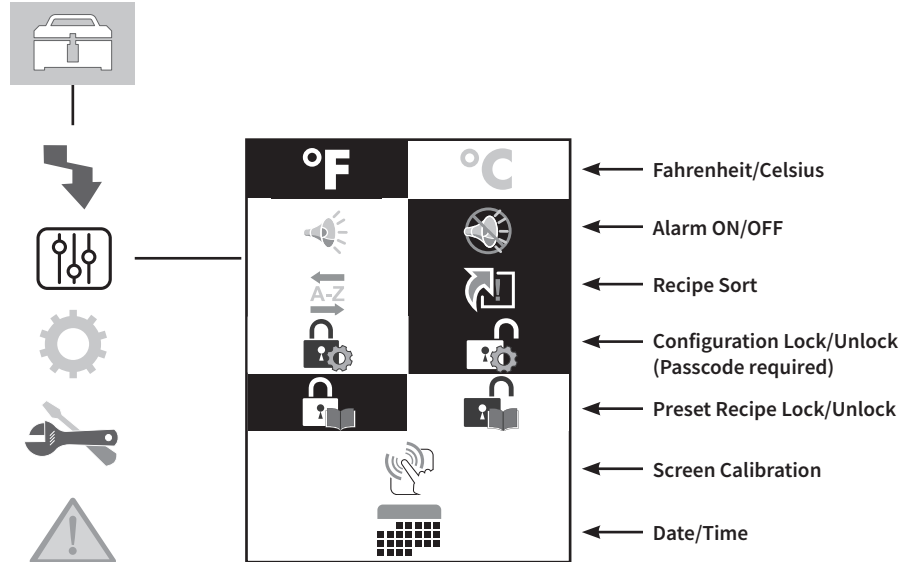 °F °C
Fahrenheit/Celsius
Alarm ON/OFF
A-Z
Recipe Sort
Configuration Lock/Unlock
(Passcode required)
Preset Recipe Lock/Unlock
Screen Calibration
Date/Time